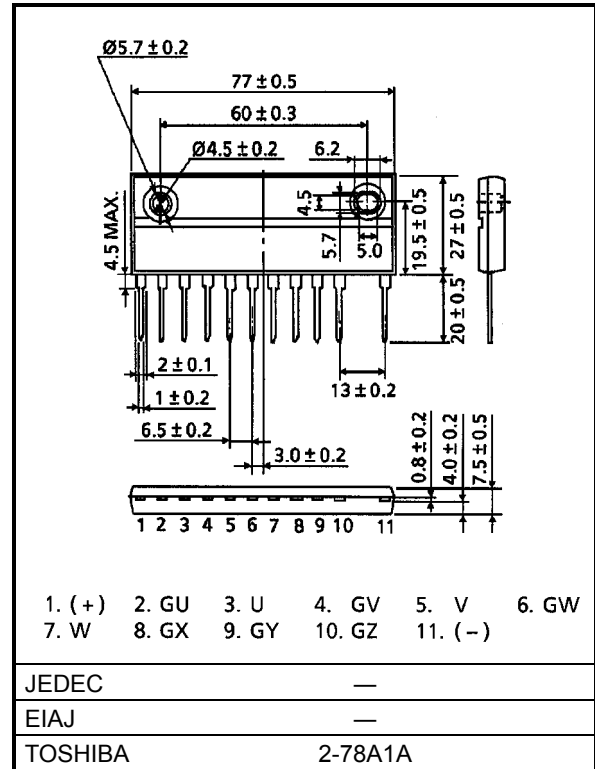 Ø5.7 ± 0.2
77 ± 0.5
60 ± 0.3
Ø4.5 ± 0.2
6.2
4.5
5.7
5.0
4.5 MAX.
19.5 ± 0.5
27 ± 0.5
20 ± 0.5
2 ± 0.1
1 ± 0.2
13 ± 0.2
6.5 ± 0.2
3.0 ± 0.2
0.8 ± 0.2
4.0 ± 0.2
7.5 ± 0.5
1 2 3 4 5 6 7 8 9 10 11
1. (+) 2. GU 3. U 4. GV 5. V 6. GW
7. W 8. GX 9. GY 10. GZ 11. (−)
JEDEC —
EIAJ —
TOSHIBA 2-78A1A